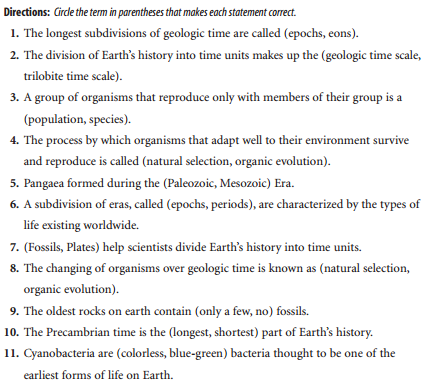 Directions: Circle the term in parentheses that makes each statement correct.
1. The longest subdivisions of geologic time are called (epochs, eons).
2. The division of Earth's history into time units makes up the (geologic time scale,
trilobite time scale).
3. A group of organisms that reproduce only with members of their group is a
(population, species).
4. The process by which organisms that adapt well to their environment survive
and reproduce is called (natural selection, organic evolution).
5. Pangaea formed during the (Paleozoic, Mesozoic) Era.
6. A subdivision of eras, called (epochs, periods), are characterized by the types of
life existing worldwide.
7. (Fossils, Plates) help scientists divide Earth's history into time units.
8. The changing of organisms over geologic time is known as (natural selection,
organic evolution).
9. The oldest rocks on earth contain (only a few, no) fossils.
10. The Precambrian time is the (longest, shortest) part of Earth's history.
11. Cyanobacteria are (colorless, blue-green) bacteria thought to be one of the
earliest forms of life on Earth.